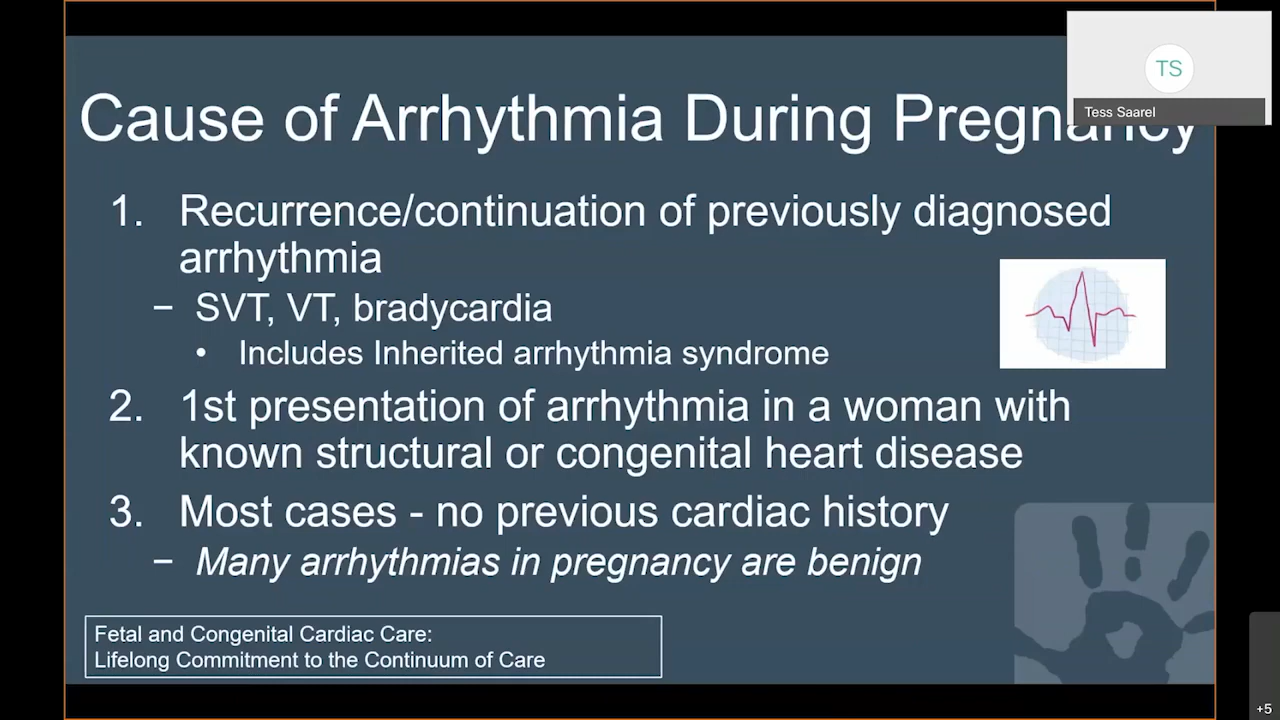 Cause of Arrhythmia During Pregnancy
TS
Tess Saarel
1. Recurrence/continuation of previously diagnosed
arrhythmia
– SVT, VT, bradycardia
• Includes Inherited arrhythmia syndrome
2. 1st presentation of arrhythmia in a woman with
known structural or congenital heart disease
3. Most cases - no previous cardiac history
– Many arrhythmias in pregnancy are benign
Fetal and Congenital Cardiac Care:
Lifelong Commitment to the Continuum of Care
+5